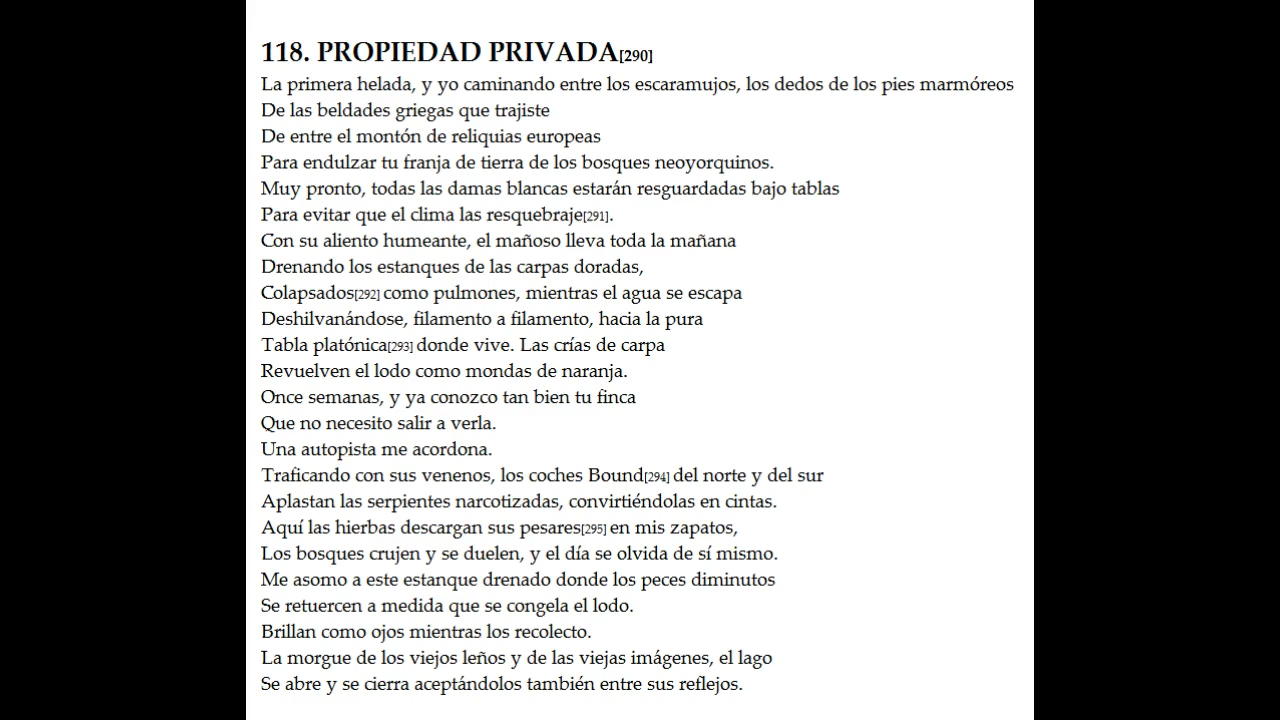 118. PROPIEDAD PRIVADA[290]
La primera helada, y yo caminando entre los escaramujos, los dedos de los pies marmóreos
De las beldades griegas que trajiste
De entre el montón de reliquias europeas
Para endulzar tu franja de tierra de los bosques neoyorquinos.
Muy pronto, todas las damas blancas estarán resguardadas bajo tablas
Para evitar que el clima las resquebraje[291].
Con su aliento humeante, el mañoso lleva toda la mañana
Drenando los estanques de las carpas doradas,
Colapsados[292] como pulmones, mientras el agua se escapa
Deshilvanándose, filamento a filamento, hacia la pura
Tabla platónica[293] donde vive. Las crías de carpa
Revuelven el lodo como mondas de naranja.
Once semanas, y ya conozco tan bien tu finca
Que no necesito salir a verla.
Una autopista me acordona.
Traficando con sus venenos, los coches Bound[294] del norte y del sur
Aplastan las serpientes narcotizadas, convirtiéndolas en cintas.
Aquí las hierbas descargan sus pesares[295] en mis zapatos,
Los bosques crujen y se duelen, y el día se olvida de sí mismo.
Me asomo a este estanque drenado donde los peces diminutos
Se retuercen a medida que se congela el lodo.
Brillan como ojos mientras los recolecto.
La morgue de los viejos leños y de las viejas imágenes, el lago
Se abre y se cierra aceptándolos también entre sus reflejos.